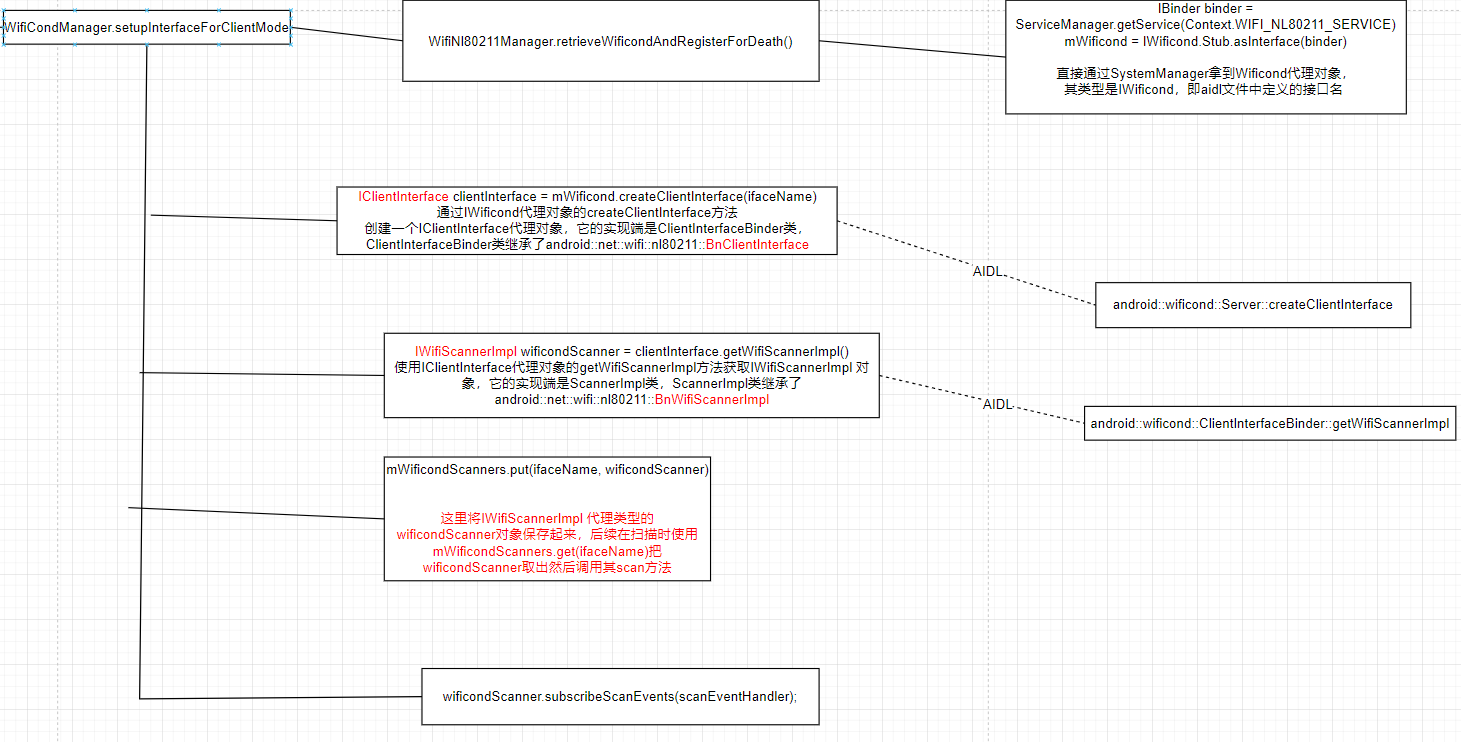 WifiCondManager.setupInterfaceForClientMode
WifiNl80211Manager.retrieveWificondAndRegisterForDeath()
IBinder binder =
ServiceManager.getService(Context.WIFI_NL80211_SERVICE)
mWificond = IWificond.Stub.asInterface(binder)
直接通过SystemManager拿到Wificond代理对象，
其类型是IWificond，即aidl文件中定义的接口名
IClientInterface clientInterface = mWificond.createClientInterface(ifaceName)
通过IWificond代理对象的createClientInterface方法
创建一个IClientInterface代理对象，它的实现端是ClientInterfaceBinder类，
ClientInterfaceBinder类继承了android::net::wifi::nl80211::BnClientInterface
AIDL
android::wificond::Server::createClientInterface
IWifiScannerImpl wificondScanner = clientInterface.getWifiScannerImpl()
使用IClientInterface代理对象的getWifiScannerImpl方法获取IWifiScannerImpl 对
象，它的实现端是ScannerImpl类，ScannerImpl类继承了
android::net::wifi::nl80211::BnWifiScannerImpl
AIDL
android::wificond::ClientInterfaceBinder::getWifiScannerImpl
mWificondScanners.put(ifaceName, wificondScanner)
这里将IWifiScannerImpl 代理类型的
wificondScanner对象保存起来，后续在扫描时使用
mWificondScanners.get(ifaceName)把
wificondScanner取出然后调用其scan方法
wificondScanner.subscribeScanEvents(scanEventHandler);